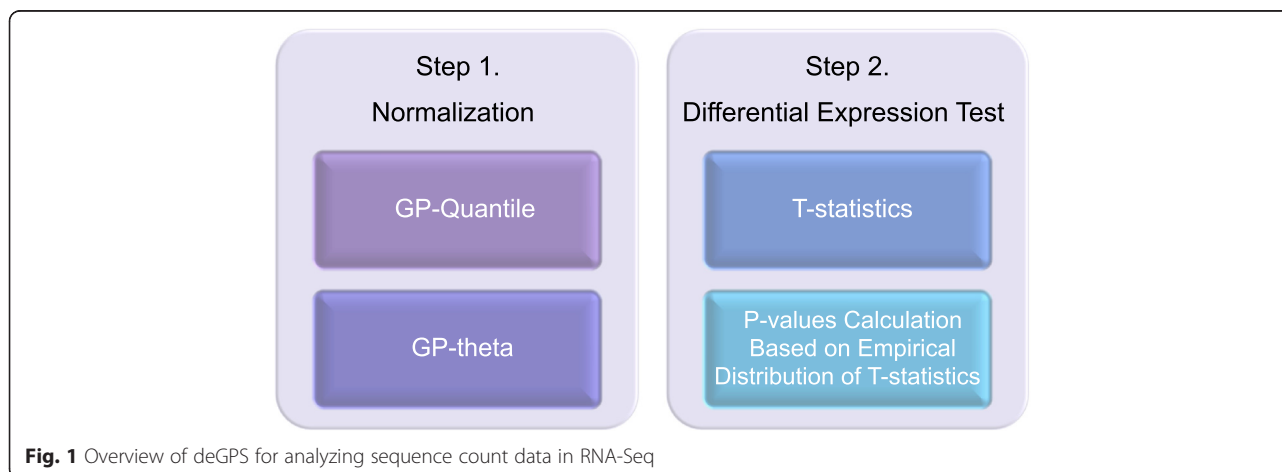 Step 1.
Normalization
GP-Quantile
GP-theta
Step 2.
Differential Expression Test
T-statistics
P-values Calculation
Based on Empirical
Distribution of T-statistics
Fig. 1 Overview of deGPS for analyzing sequence count data in RNA-Seq